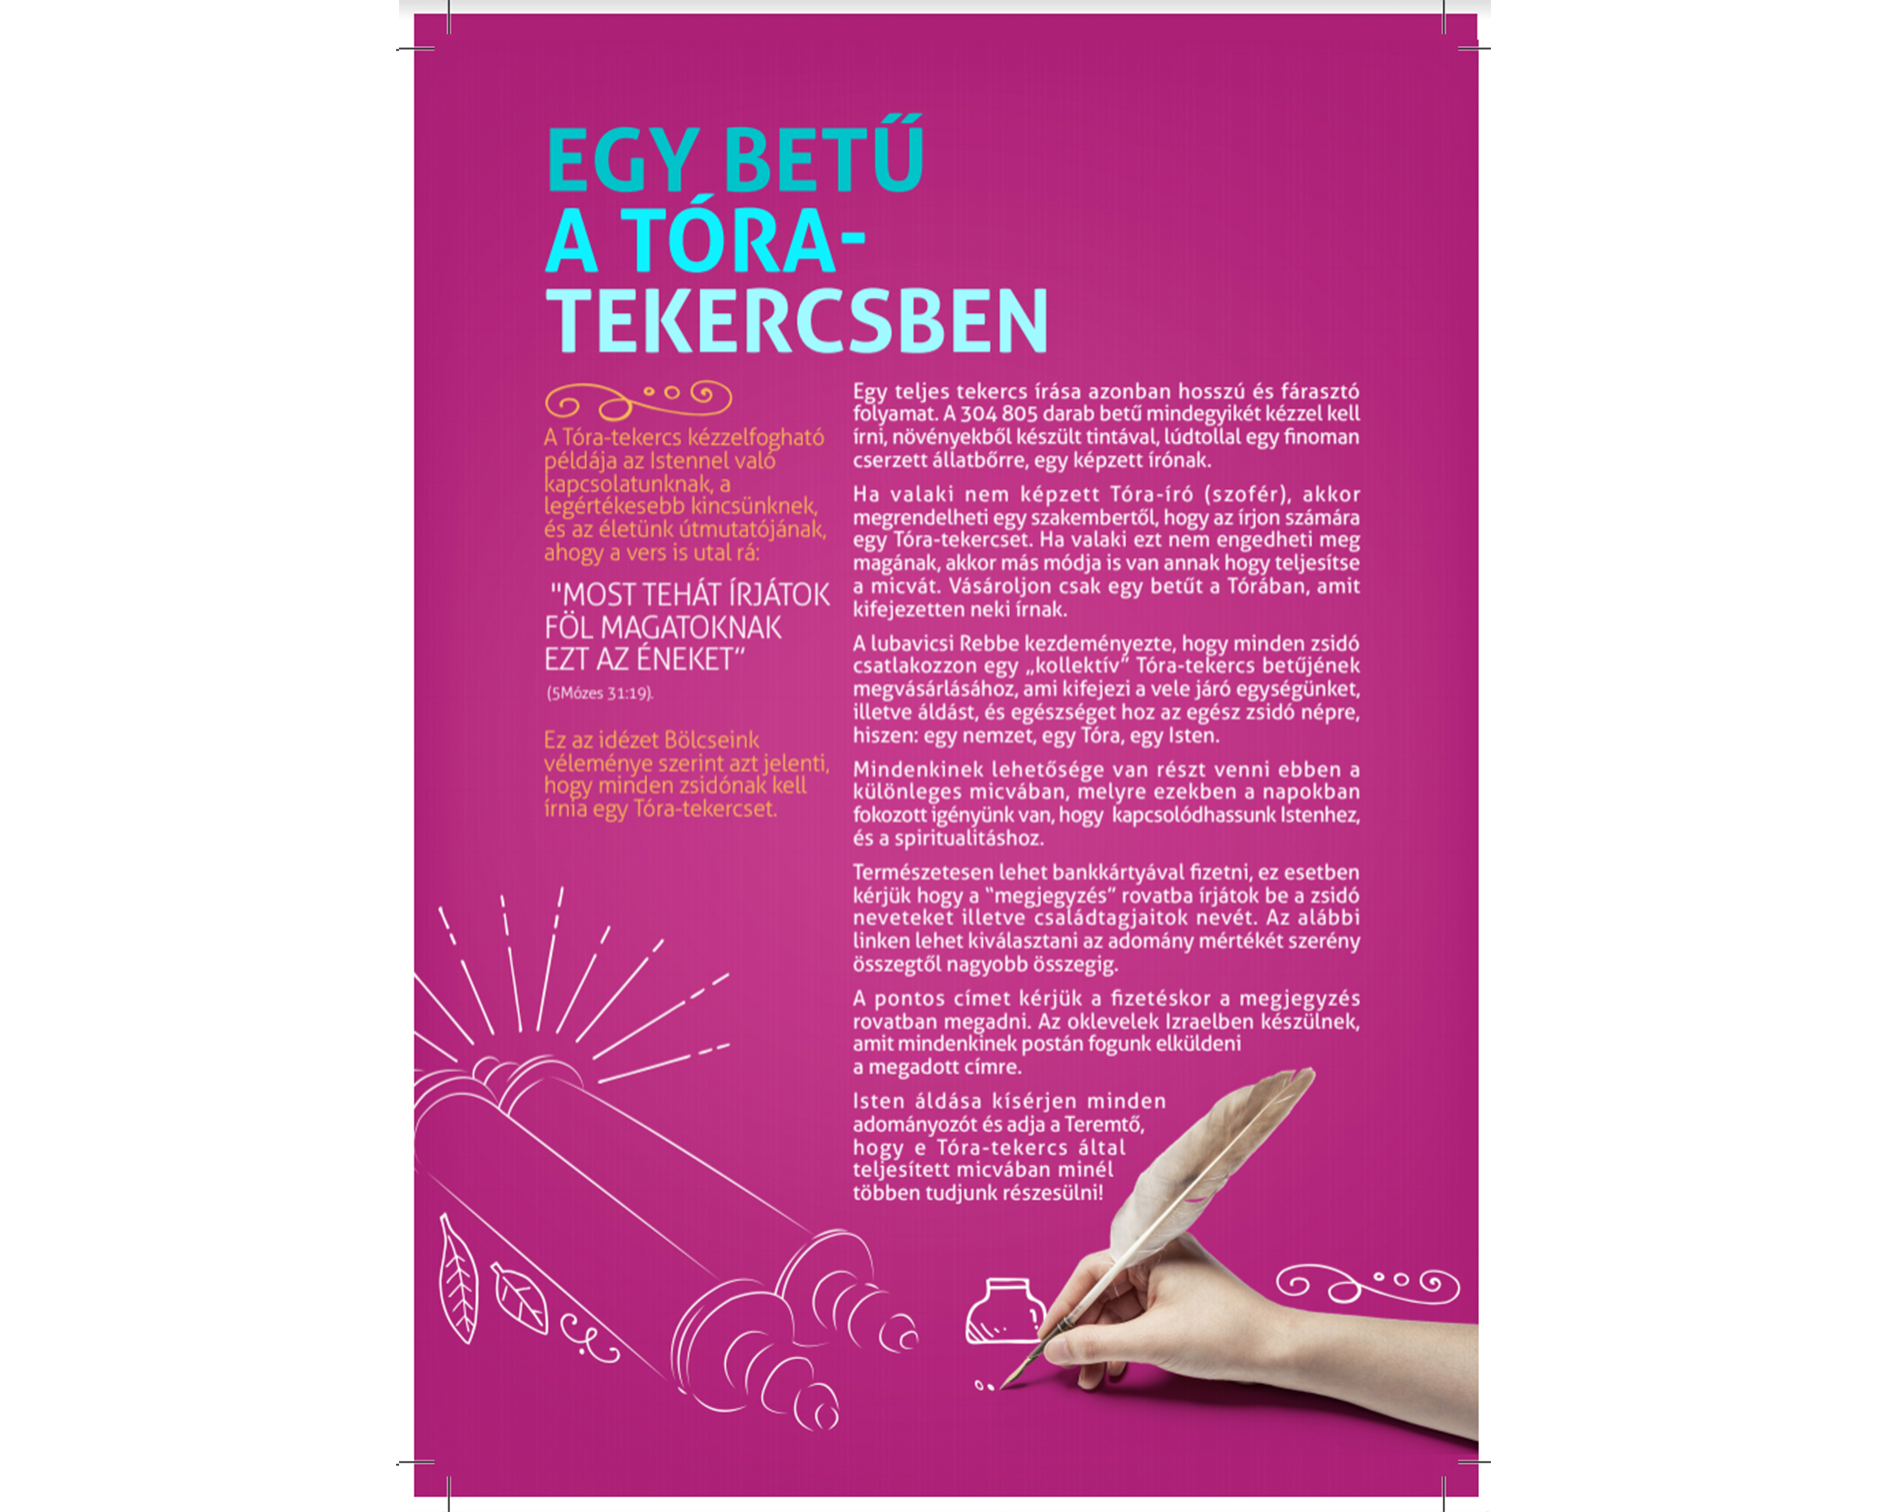 EGY BETŰ
A TÓRA-
TEKERCSBEN
A Tóra-tekercs kézzelfogható
példája az Istennel való
kapcsolatunknak, a
legértékesebb kincsünknek,
és az életünk útmutatójának,
ahogy a vers is utal rá:
"MOST TEHÁT ÍRJÁTOK
FÖL MAGATOKNAK
EZT AZ ÉNEKET”
(5Mózes 31:19).
Ez az idézet Bölcseink
véleménye szerint azt jelenti,
hogy minden zsidónak kell
írnia egy Tóra-tekercset.
Egy teljes tekercs írása azonban hosszú és fárasztó
folyamat. A 304 805 darab betű mindegyikét kézzel kell
írni, növényekből készült tintával, lúdtollal egy finoman
cserzett állatbőrre, egy képzett írónak.
Ha valaki nem képzett Tóra-író (szofér), akkor
megrendelheti egy szakembertől, hogy az írjon számára
egy Tóra-tekercset. Ha valaki ezt nem engedheti meg
magának, akkor más módja is van annak hogy teljesítse
a micvát. Vásároljon csak egy betűt a Tórában, amit
kifejezetten neki írnak.
A lubavicsi Rebbe kezdeményezte, hogy minden zsidó
csatlakozzon egy „kollektív” Tóra-tekercs betűjének
megvásárlásához, ami kifejezi a vele járó egységünket,
illetve áldást, és egészséget hoz az egész zsidó népre,
hiszen: egy nemzet, egy Tóra, egy Isten.
Mindenkinek lehetősége van részt venni ebben a
különleges micvában, melyre ezekben a napokban
fokozott igényünk van, hogy kapcsolódhassunk Istenhez,
és a spiritualitáshoz.
Természetesen lehet bankkártyával fizetni, ez esetben
kérjük hogy a “megjegyzés” rovatba írjátok be a zsidó
neveteket illetve családtagjaitok nevét. Az alábbi
linken lehet kiválasztani az adomány mértékét szerény
összegtől nagyobb összegig.
A pontos címet kérjük a fizetéskor a megjegyzés
rovatban megadni. Az oklevelek Izraelben készülnek,
amit mindenkinek postán fogunk elküldeni
a megadott címre.
Isten áldása kísérjen minden
adományozót és adja a Teremtő,
hogy e Tóra-tekercs által
teljesített micvában minél
többen tudjunk részesülni!